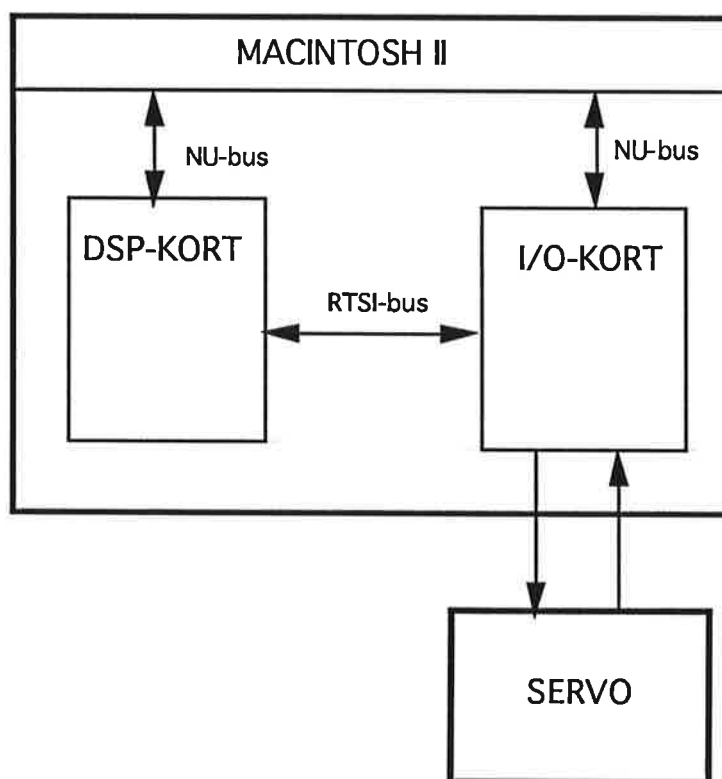 MACINTOSH II
NU-bus
NU-bus
DSP-KORT
I/O-KORT
RTSI-bus
SERVO